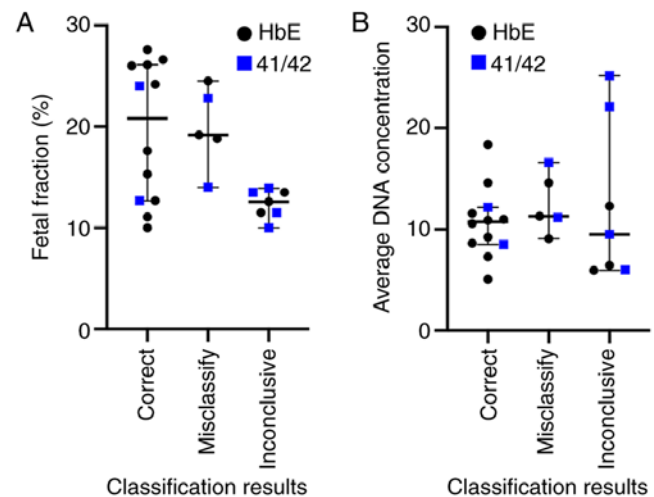 A
B
HbE
41/42
Fetal fraction (%)
30
20
10
0
Correct
Misclassify
Inconclusive
Classification results
HbE
41/42
Average DNA concentration
30
20
10
0
Correct
Misclassify
Inconclusive
Classification results